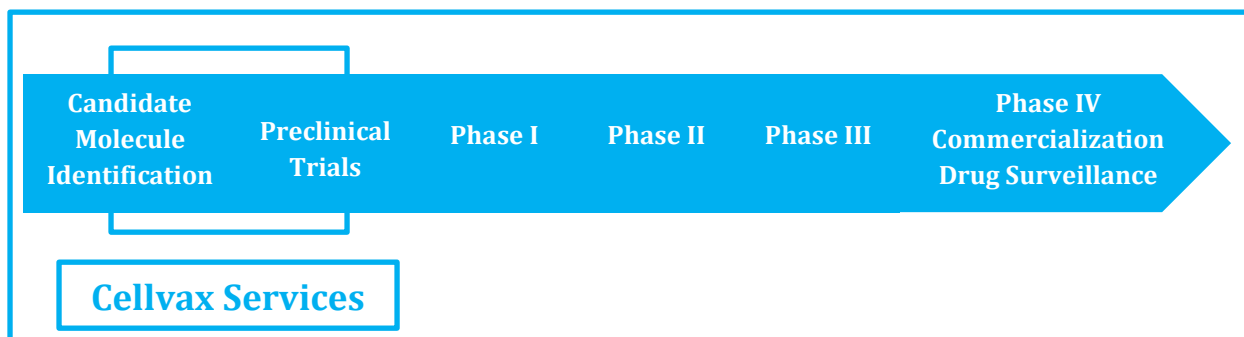 Candidate
Molecule
Identification
Preclinical
Trials
Phase I
Phase II
Phase III
Phase IV
Commercialization
Drug Surveillance
Cellvax Services